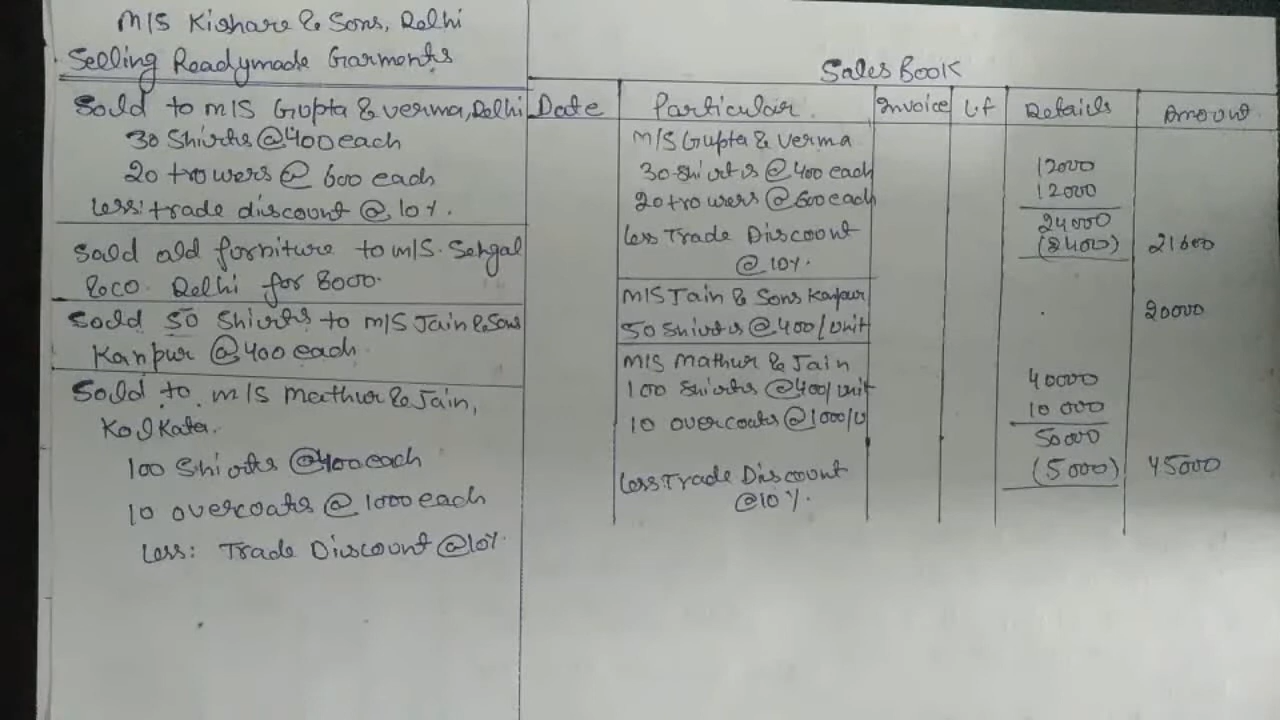 M/S Kishore & Sons, Delhi
Selling Readymade Garments
Sold to M/S Gupta & Verma, Delhi
30 Shirts @ 400 each
20 trowers @ 600 each
Less: trade discount @ 10%.
Sold old forniture to M/S. Sehgal
& co. Delhi for 8000.
Sold 50 Shirts to M/S Jain & Sons
Kanpur @ 400 each
Sold to M/S Mathur & Jain,
Kolkata.
100 Shirts @ 400 each
10 overcoats @ 1000 each
Less: Trade Discount @ 10%.
Sales Book
Date Particular. Invoice L.f Details Amount
M/S Gupta & Verma
30 Shirts @ 400 each 12000
20 trowers @ 600 each 12000
24000
Less Trade Discount (2400) 21600
@ 10%.
M/S Jain & Sons Kanpur 20000
50 Shirts @ 400/unit
M/S Mathur & Jain
100 Shirts @ 400/unit 40000
10 overcoats @ 1000/U 10 000
50000
Less Trade Discount (5000) 45000
@ 10%.